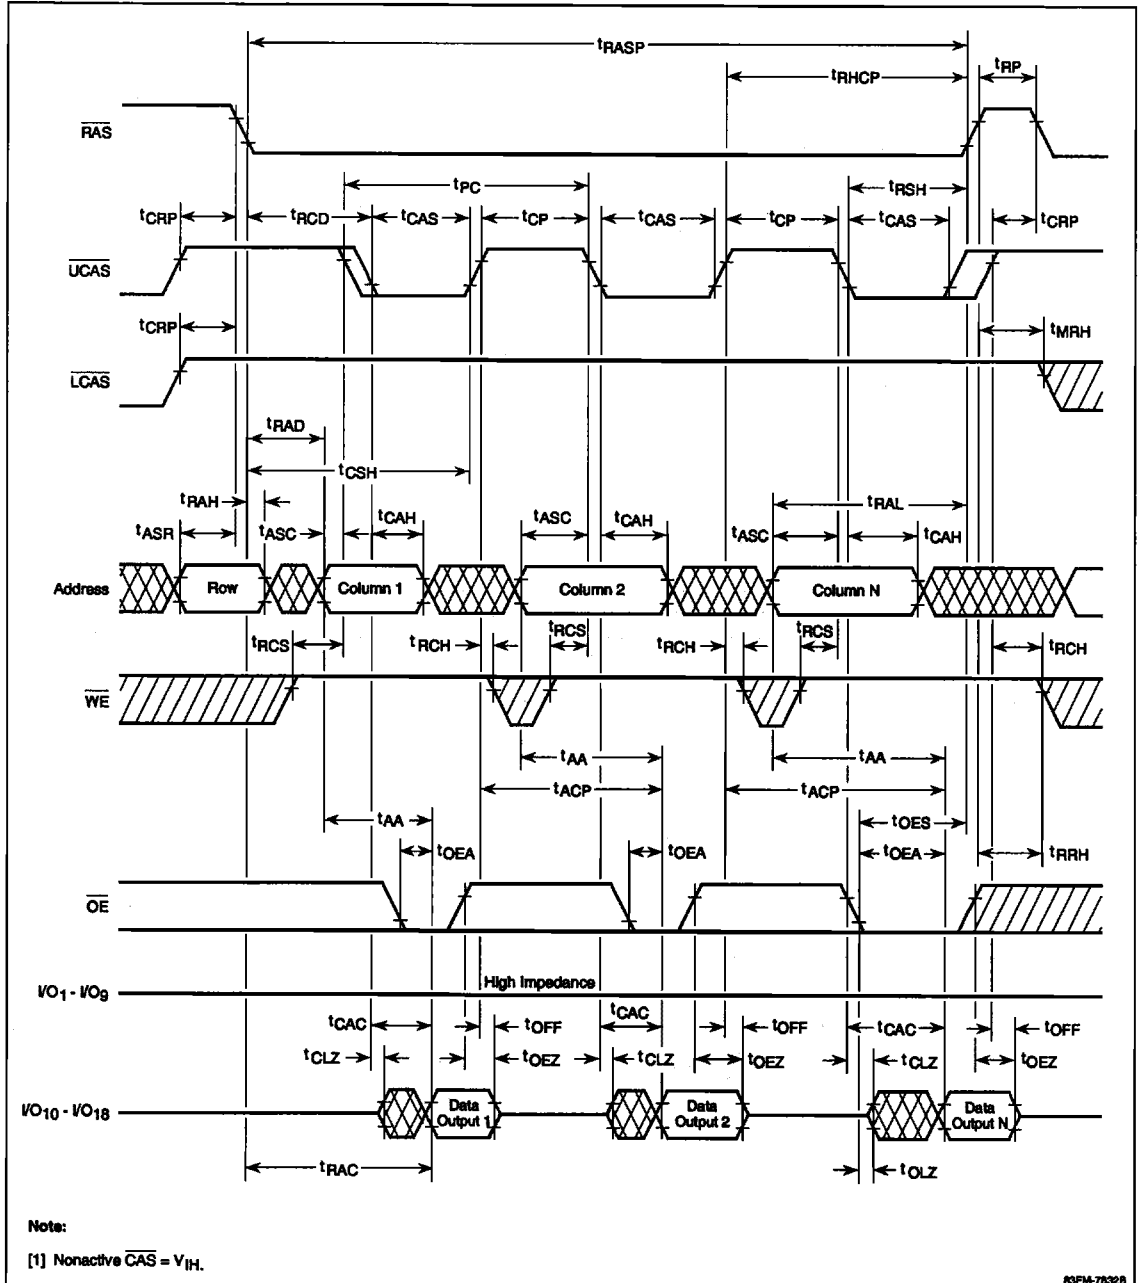 tRASP
tRHCP
tRP
RAS
tPC
tRSH
tCRP
tRCD
tCAS
tCP
tCAS
tCP
tCAS
tCRP
UCAS
tCRP
tMRH
LCAS
tRAD
tCSH
tRAH
tRAL
tASR
tASC
tCAH
tASC
tCAH
tASC
tCAH
Address
Row
Column 1
Column 2
Column N
tRCS
tRCH
tRCS
tRCH
tRCS
tRCH
WE
tAA
tAA
tACP
tACP
tAA
tOES
tOEA
tOEA
tOEA
tRRH
OE
High Impedance
I/O1 - I/O9
tCAC
tOFF
tCAC
tOFF
tCAC
tOFF
tCLZ
tOEZ
tCLZ
tOEZ
tCLZ
tOEZ
I/O10 - I/O18
Data Output 1
Data Output 2
Data Output N
tRAC
tOLZ
Note:
[1] Nonactive CAS = VIH.
83FM-7832B